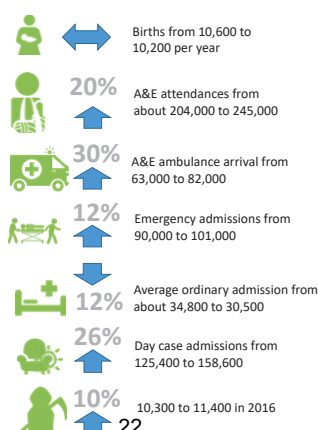 Births from 10,600 to
10,200 per year
20%
A&E attendances from
about 204,000 to 245,000
30%
A&E ambulance arrival from
63,000 to 82,000
12%
Emergency admissions from
90,000 to 101,000
12%
Average ordinary admission from
about 34,800 to 30,500
26%
Day case admissions from
125,400 to 158,600
10%
10,300 to 11,400 in 2016
22